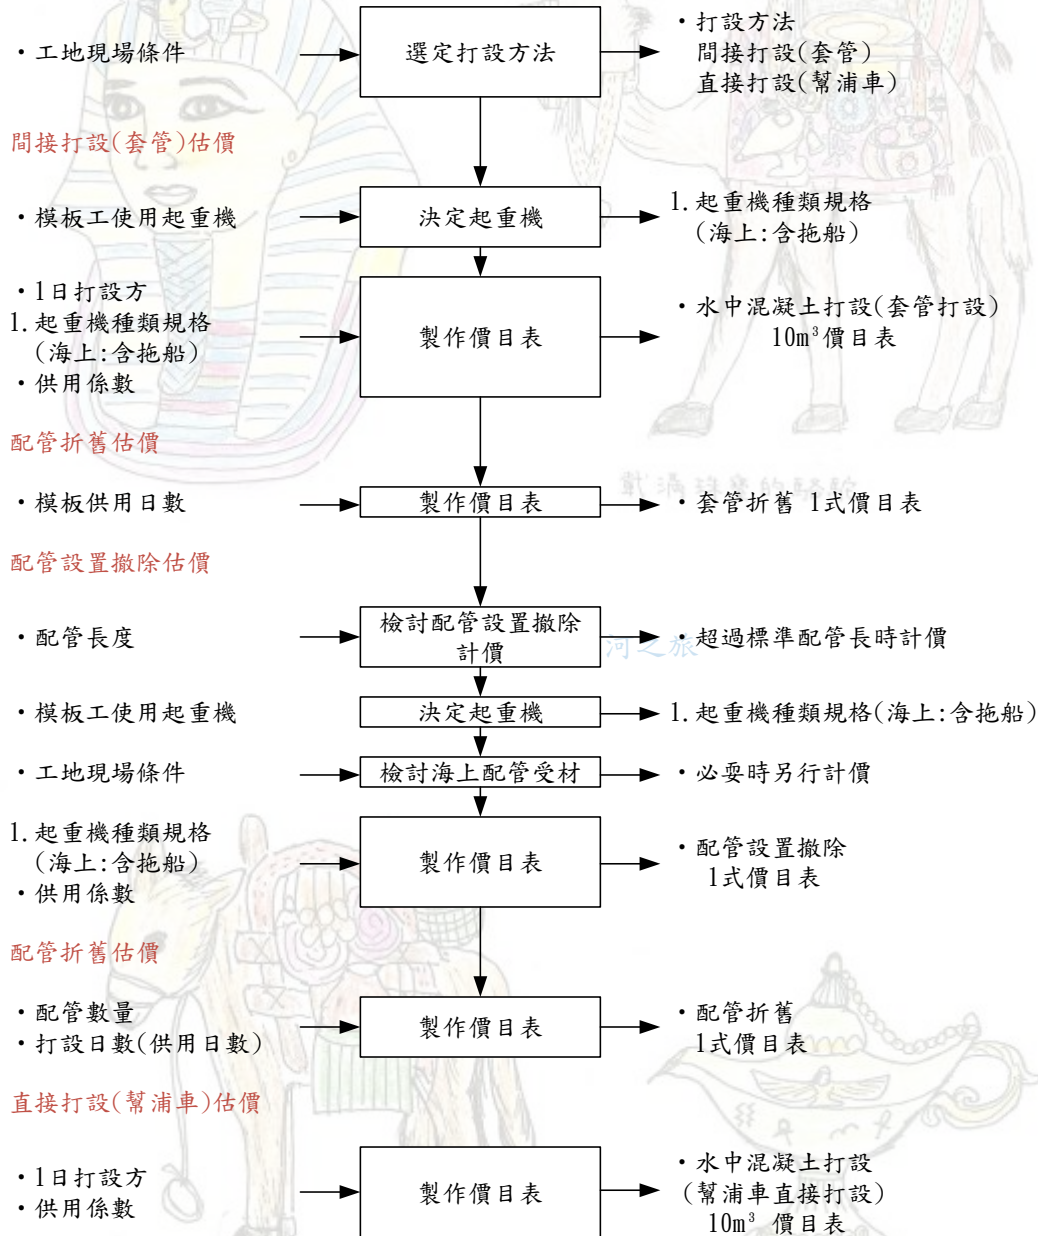 ・工地現場條件
選定打設方法
・打設方法
間接打設(套管)
直接打設(幫浦車)
間接打設(套管)估價
・模板工使用起重機
決定起重機
1.起重機種類規格
(海上:含拖船)
・1日打設方
1.起重機種類規格
(海上:含拖船)
・供用係數
製作價目表
・水中混凝土打設(套管打設)
10m³價目表
配管折舊估價
戴滿珠寶的駱駝
・模板供用日數
製作價目表
・套管折舊 1式價目表
配管設置撤除估價
・配管長度
檢討配管設置撤除
計價
河之旅
・超過標準配管長時計價
・模板工使用起重機
決定起重機
1.起重機種類規格(海上:含拖船)
・工地現場條件
檢討海上配管受材
・必耍時另行計價
1.起重機種類規格
(海上:含拖船)
・供用係數
製作價目表
・配管設置撤除
1式價目表
配管折舊估價
・配管數量
・打設日數(供用日數)
製作價目表
・配管折舊
1式價目表
直接打設(幫浦車)估價
・1日打設方
・供用係數
製作價目表
・水中混凝土打設
(幫浦車直接打設)
10m³ 價目表